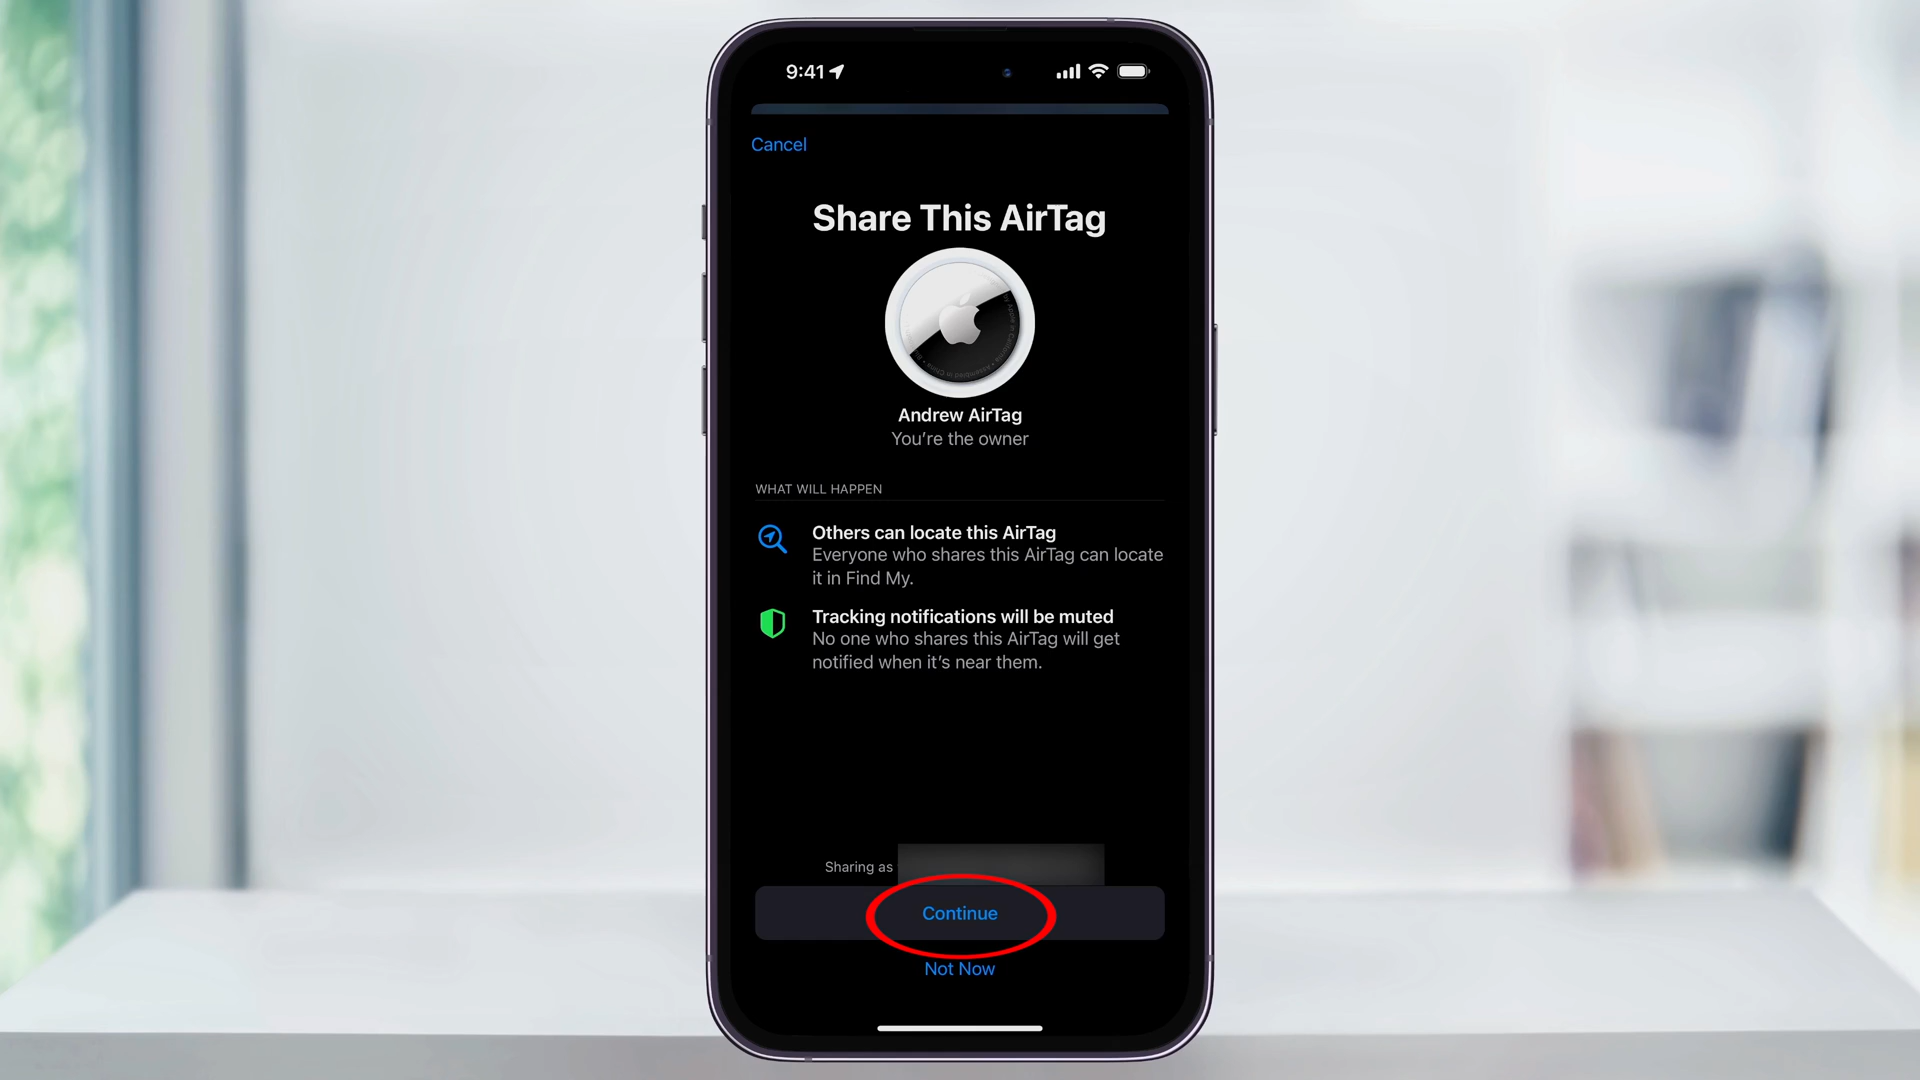 9:41
Cancel
Share This AirTag
Andrew AirTag
You're the owner
WHAT WILL HAPPEN
Others can locate this AirTag
Everyone who shares this AirTag can locate
it in Find My.
Tracking notifications will be muted
No one who shares this AirTag will get
notified when it's near them.
Sharing as
Continue
Not Now